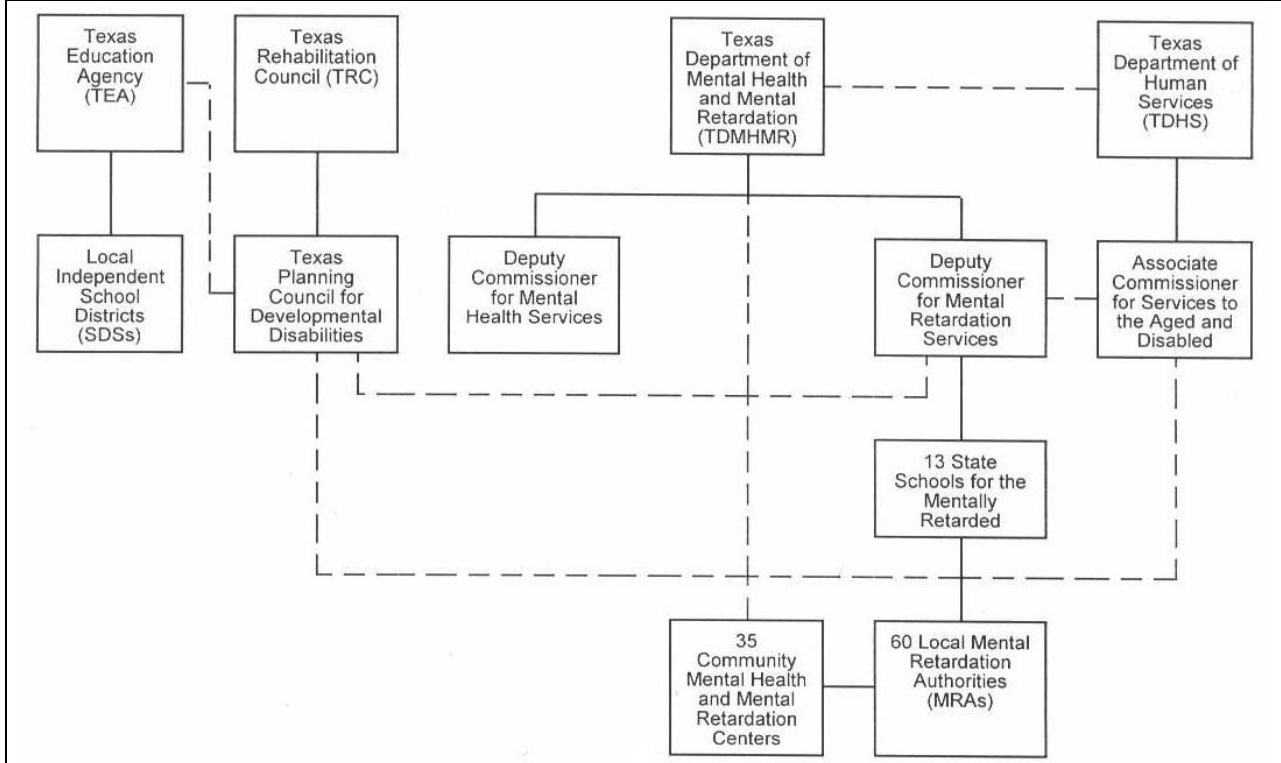 Texas
Education
Agency
(TEA)
Texas
Rehabilitation
Council (TRC)
Texas
Department of
Mental Health
and Mental
Retardation
(TDMHMR)
Texas
Department of
Human
Services
(TDHS)
Local
Independent
School
Districts
(SDSs)
Texas
Planning
Council for
Developmental
Disabilities
Deputy
Commissioner
for Mental
Health Services
Deputy
Commissioner
for Mental
Retardation
Services
Associate
Commissioner
for Services to
the Aged and
Disabled
13 State
Schools for the
Mentally
Retarded
35
Community
Mental Health
and Mental
Retardation
Centers
60 Local Mental
Retardation
Authorities
(MRAs)